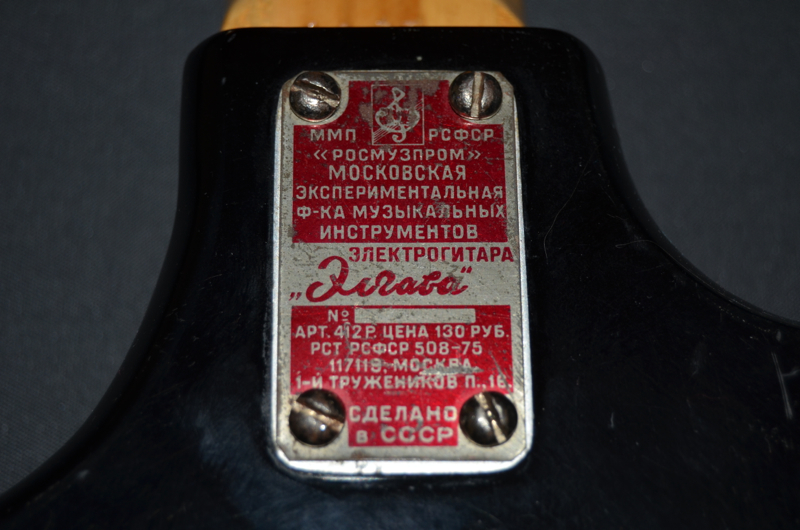 ММП РСФСР
«РОСМУЗПРОМ»
МОСКОВСКАЯ
ЭКСПЕРИМЕНТАЛЬНАЯ
Ф-КА МУЗЫКАЛЬНЫХ
ИНСТРУМЕНТОВ
ЭЛЕКТРОГИТАРА
„Элгава“
№
АРТ. 412Р. ЦЕНА 130 РУБ.
РСТ РСФСР 508-75
117119. МОСКВА
1-Й ТРУЖЕНИКОВ П., 16.
СДЕЛАНО
В СССР